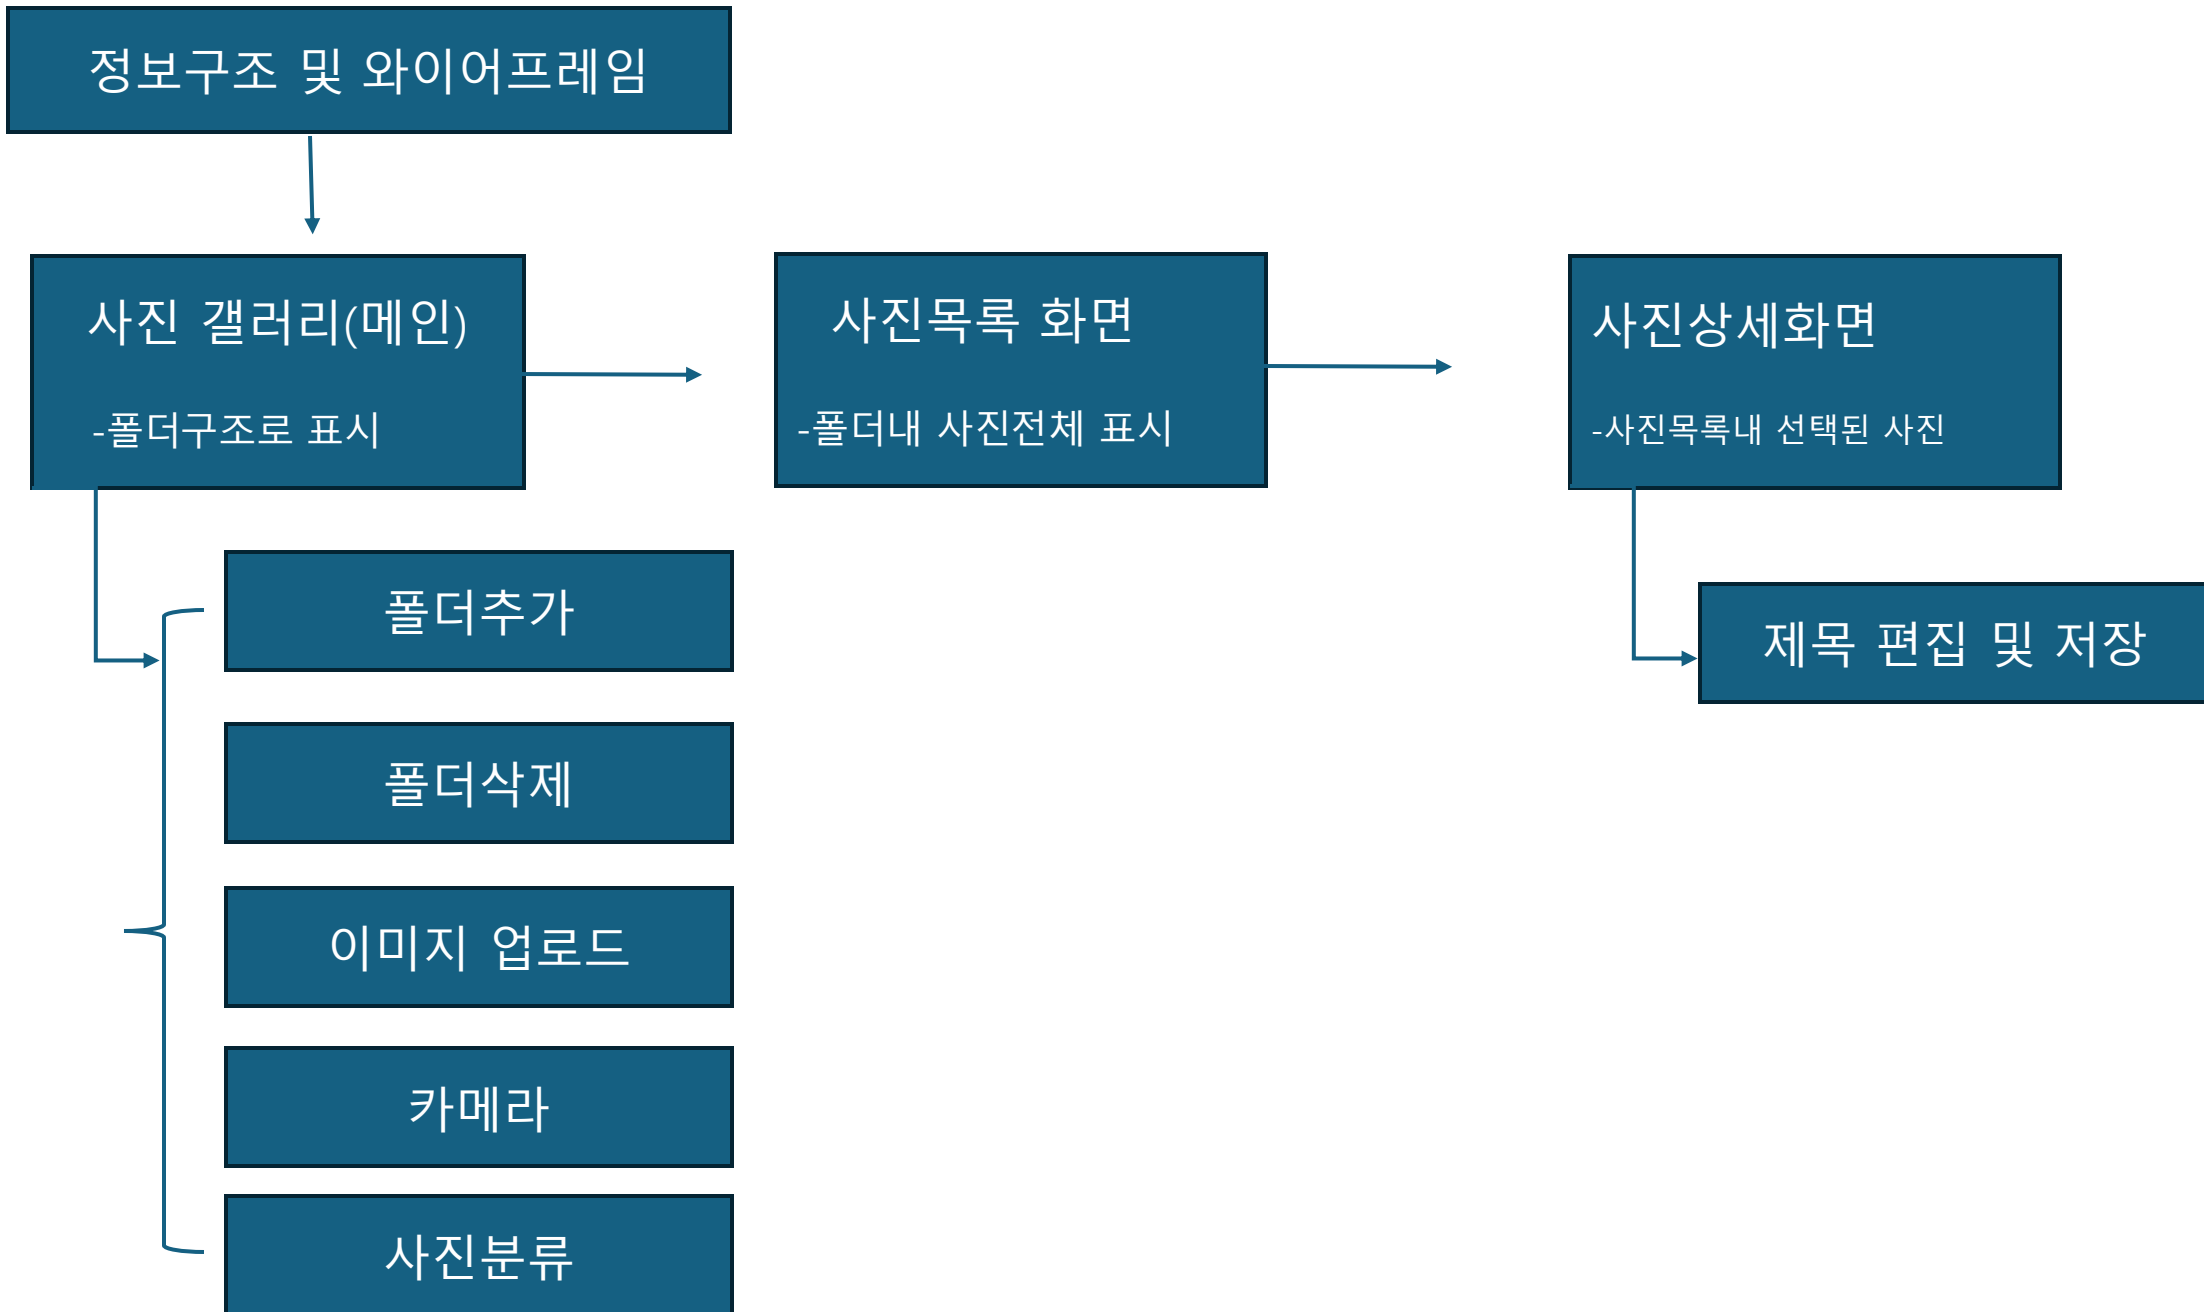 정보구조 및 와이어프레임
사진 갤러리(메인)
-폴더구조로 표시
사진목록 화면
-폴더내 사진전체 표시
사진상세화면
-사진목록내 선택된 사진
폴더추가
폴더삭제
이미지 업로드
카메라
사진분류
제목 편집 및 저장